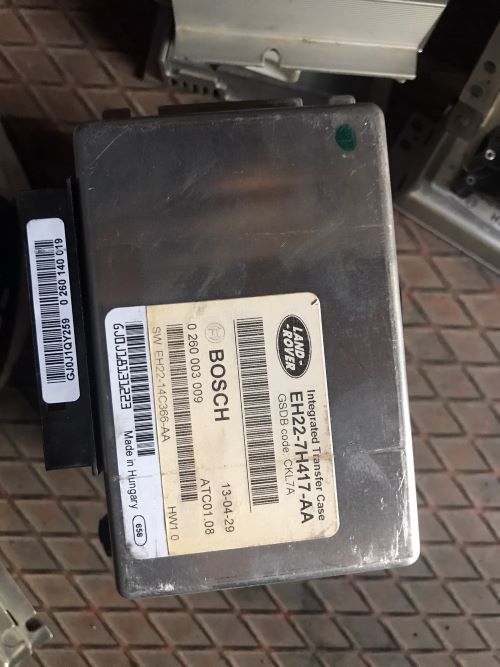 LAND-
ROVER
Integrated Transfer Case
EH22-7H417-AA
GSDB code. CKL7A
BOSCH
13-04-29
0 260 003 009
ATC01.08
SW EH22-14C366-AA
HW1.0
Made in Hungary
656
0 260 140 019
GJ0J1QY259